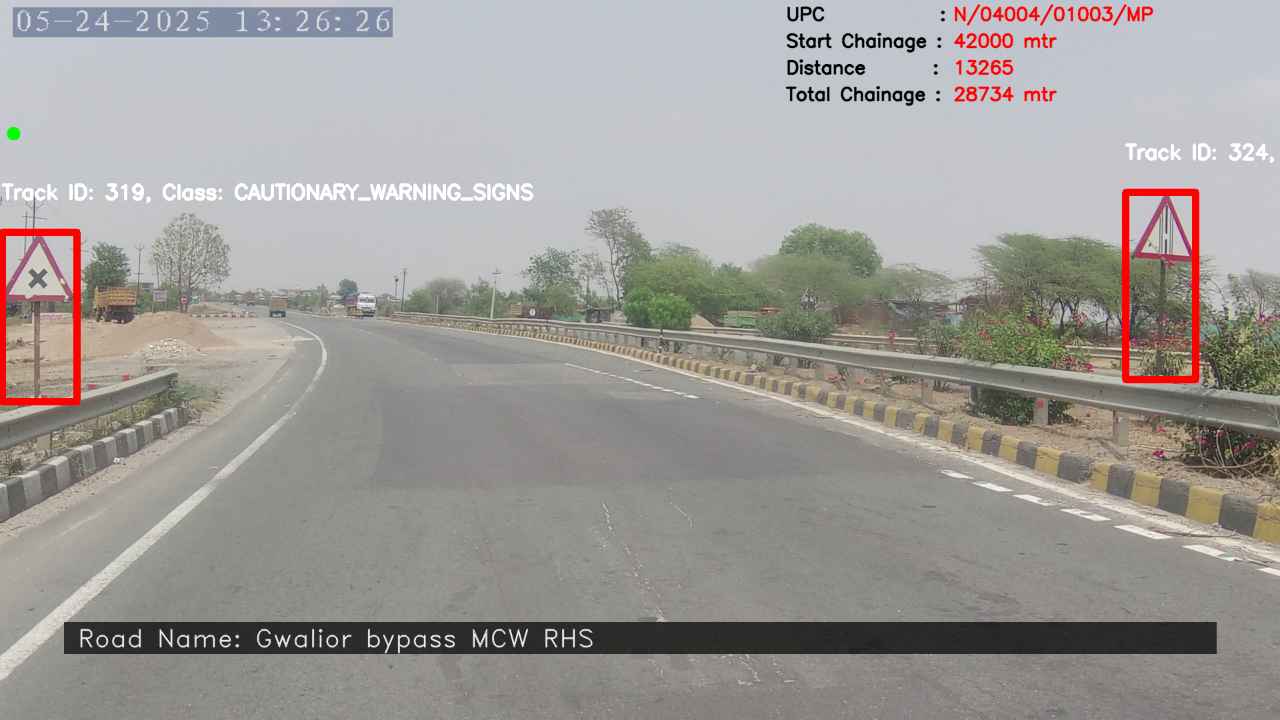 05-24-2025 13:26:26
UPC : N/04004/01003/MP
Start Chainage : 42000 mtr
Distance : 13265
Total Chainage : 28734 mtr
Track ID: 324,
Track ID: 319, Class: CAUTIONARY_WARNING_SIGNS
Road Name: Gwalior bypass MCW RHS